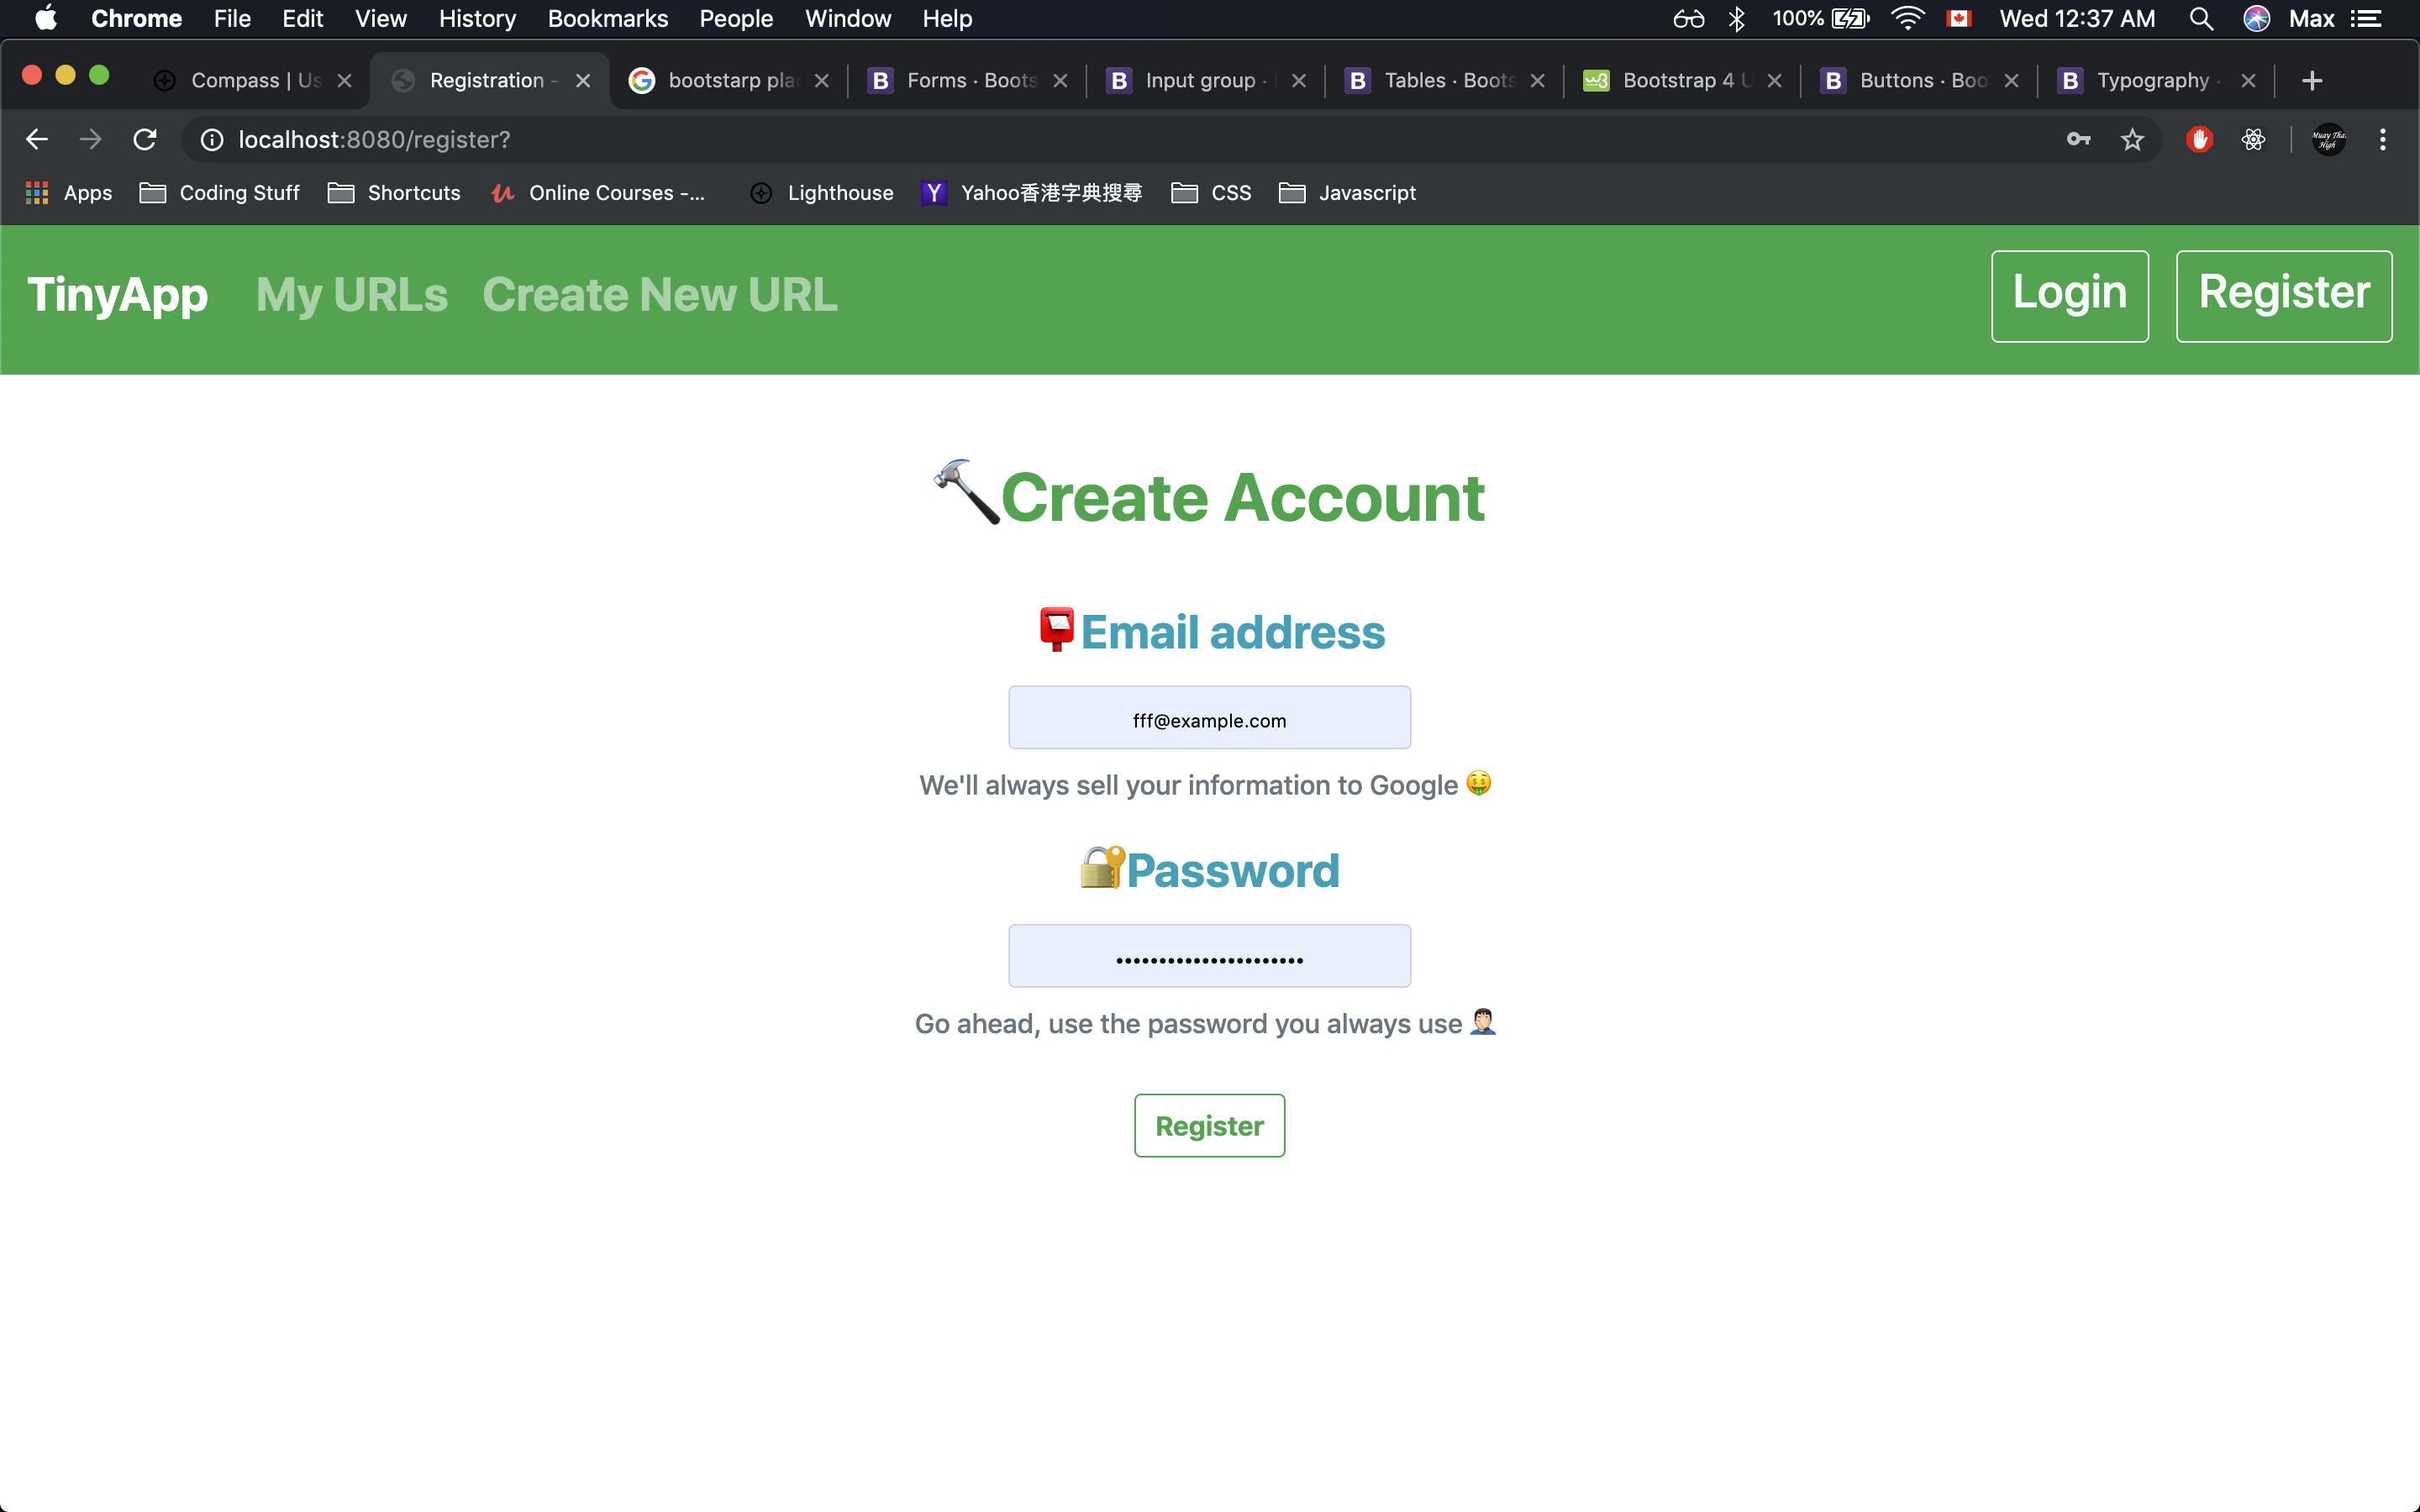 Chrome File Edit View History Bookmarks People Window Help 100% Wed 12:37 AM Max
Compass | Us Registration - bootstarp pla Forms · Boots Input group · Tables · Boots Bootstrap 4 U Buttons · Boo Typography ·
localhost:8080/register?
Apps Coding Stuff Shortcuts Online Courses -... Lighthouse Yahoo香港字典搜尋 CSS Javascript
TinyApp My URLs Create New URL Login Register
🔨Create Account
📮Email address
fff@example.com
We'll always sell your information to Google 🤑
🔐Password
Go ahead, use the password you always use 🤦🏻‍♂️
Register